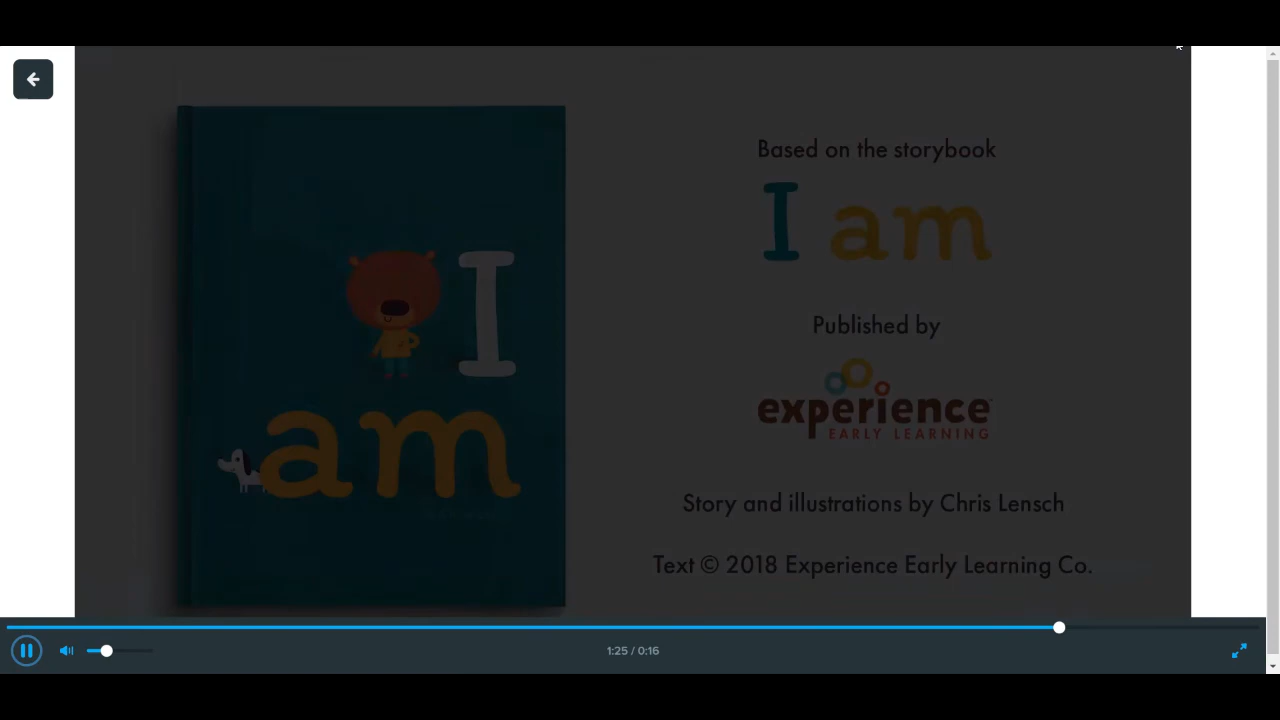 I
am
Based on the storybook
I am
Published by
experience
EARLY LEARNING
Story and illustrations by Chris Lensch
Text © 2018 Experience Early Learning Co.
1:25 / 0:16